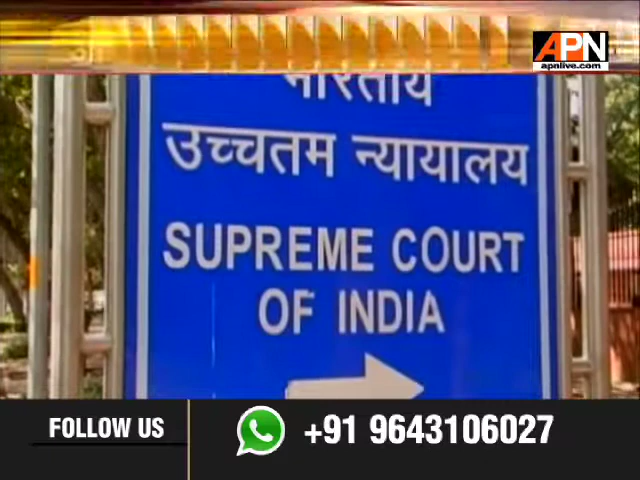 APN
apnlive.com
भारतीय
उच्चतम न्यायालय
SUPREME COURT
OF INDIA
FOLLOW US
+91 9643106027